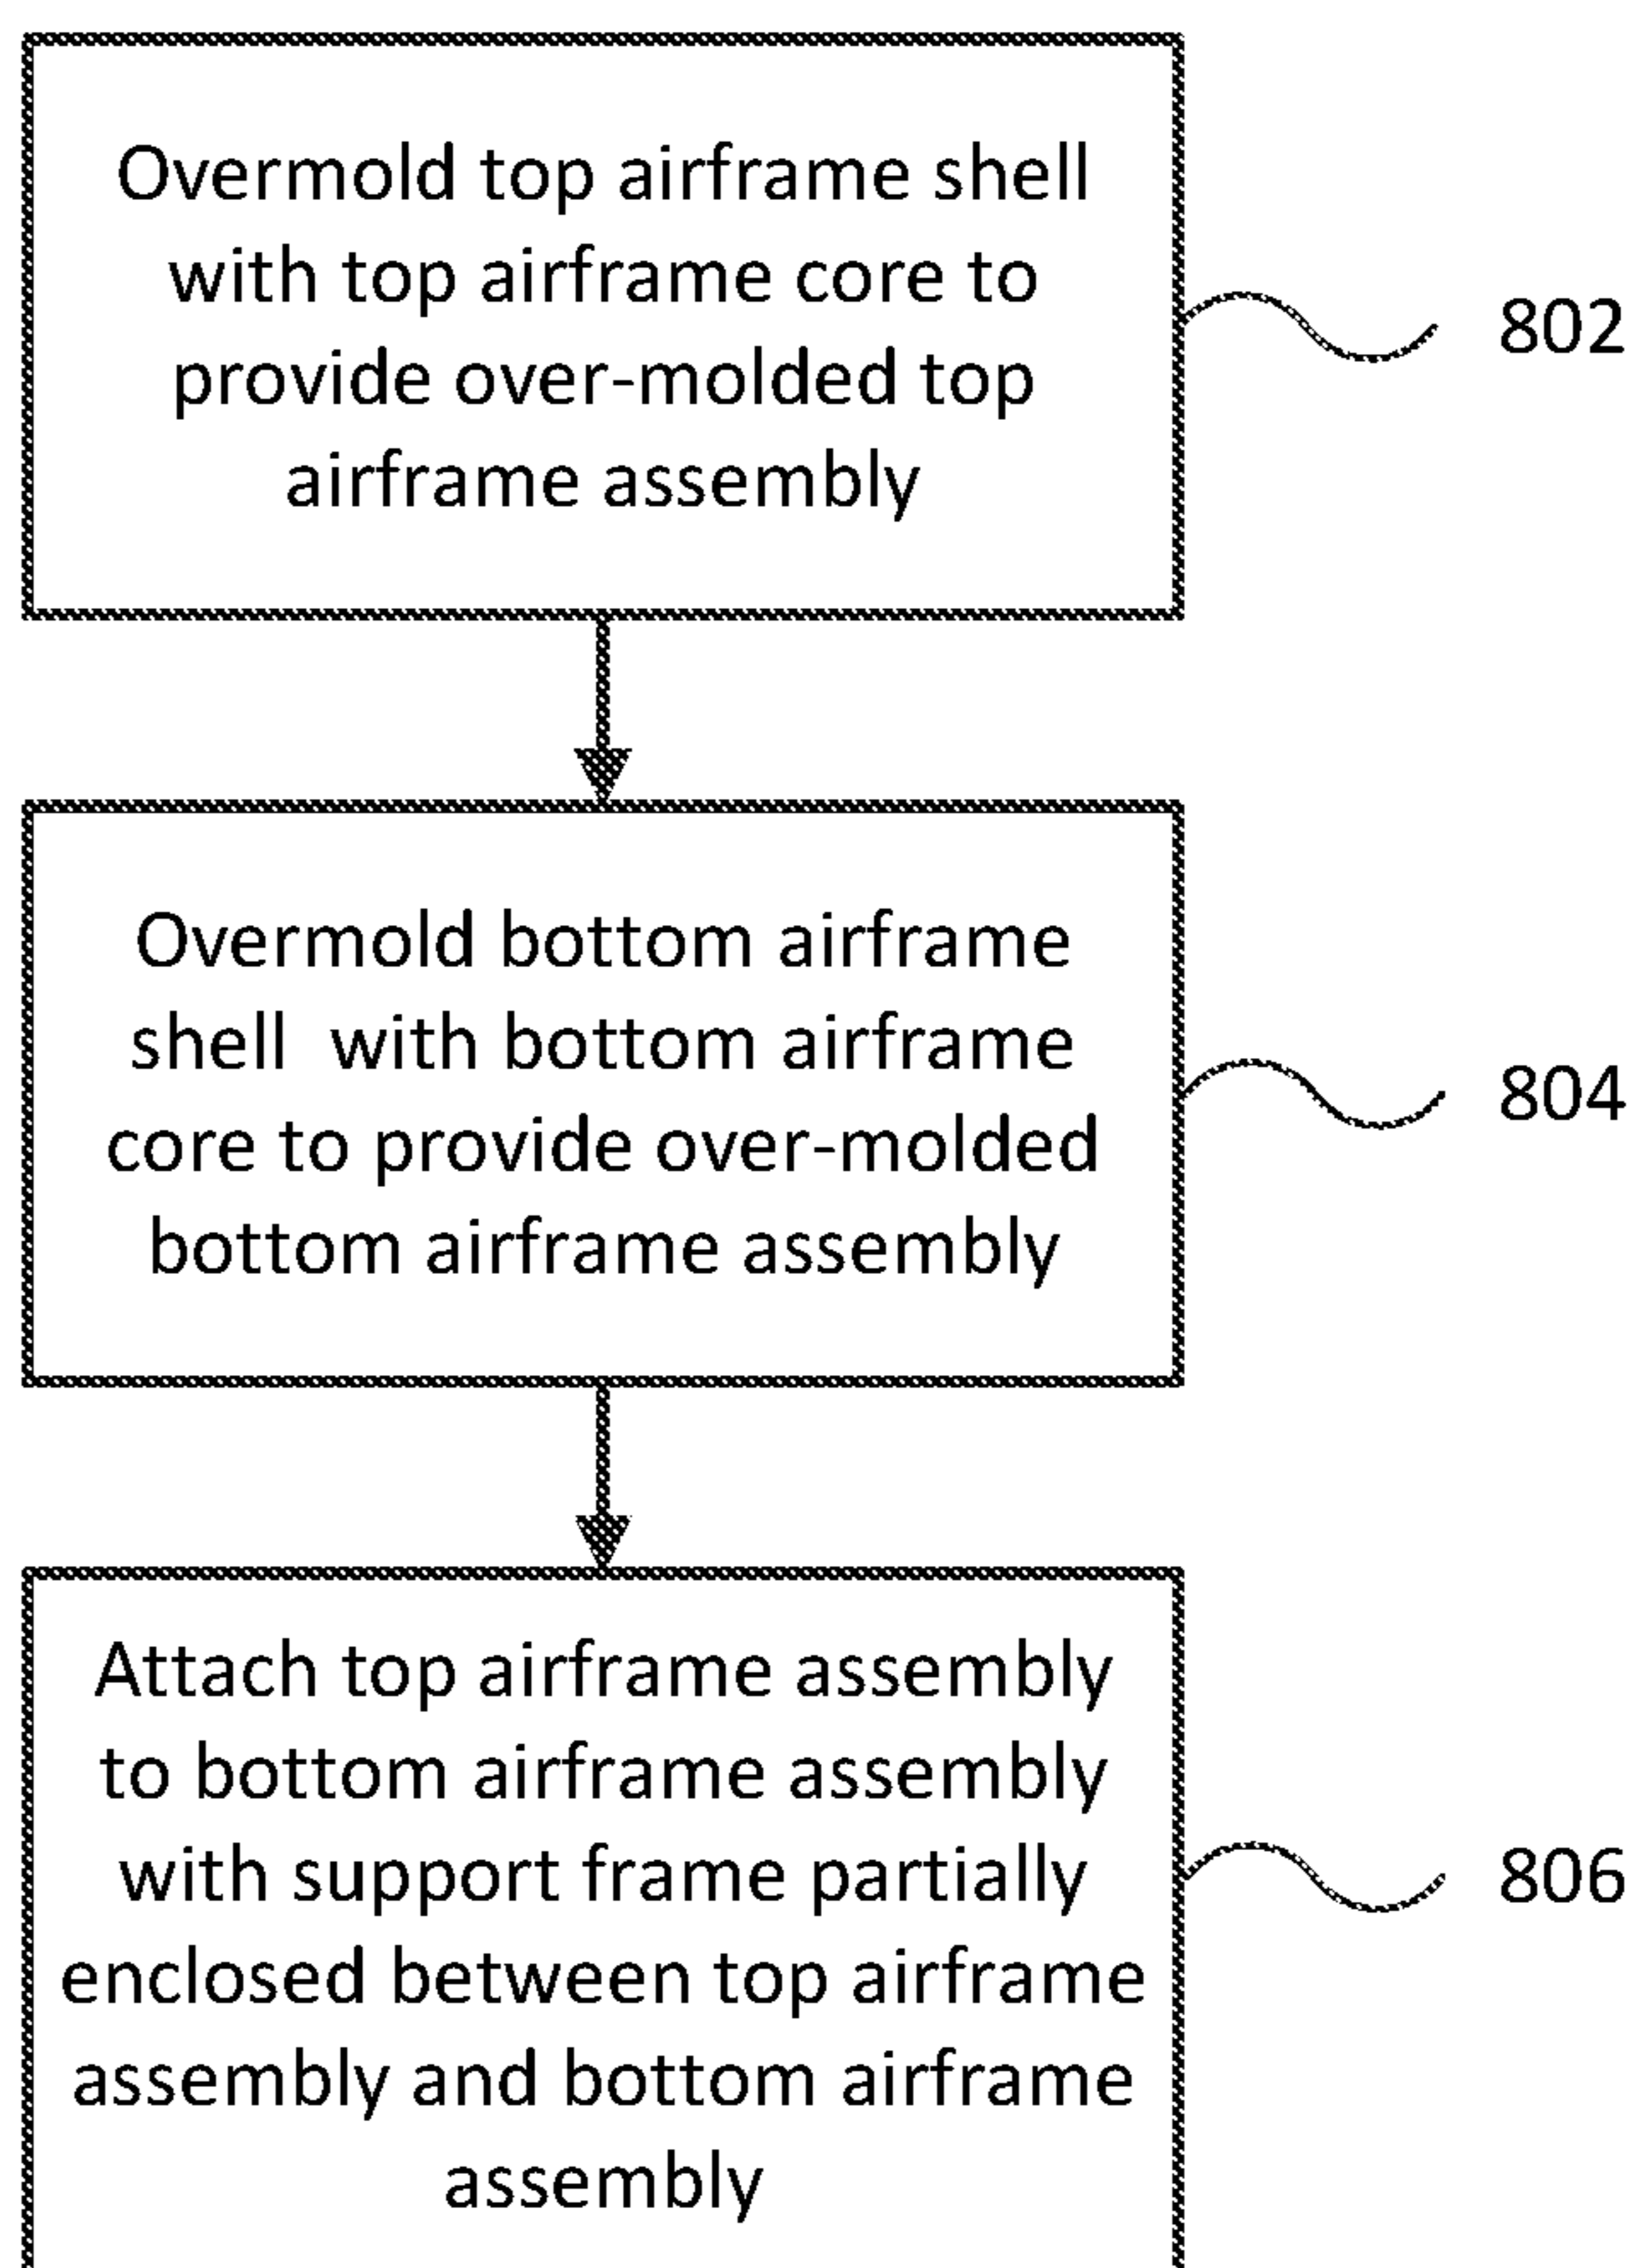 Overmold top airframe shell
with top airframe core to
provide over-molded top
airframe assembly
802
Overmold bottom airframe
shell  with bottom airframe
core to provide over-molded
bottom airframe assembly
804
Attach top airframe assembly
to bottom airframe assembly
with support frame partially
enclosed between top airframe
assembly and bottom airframe
assembly
806